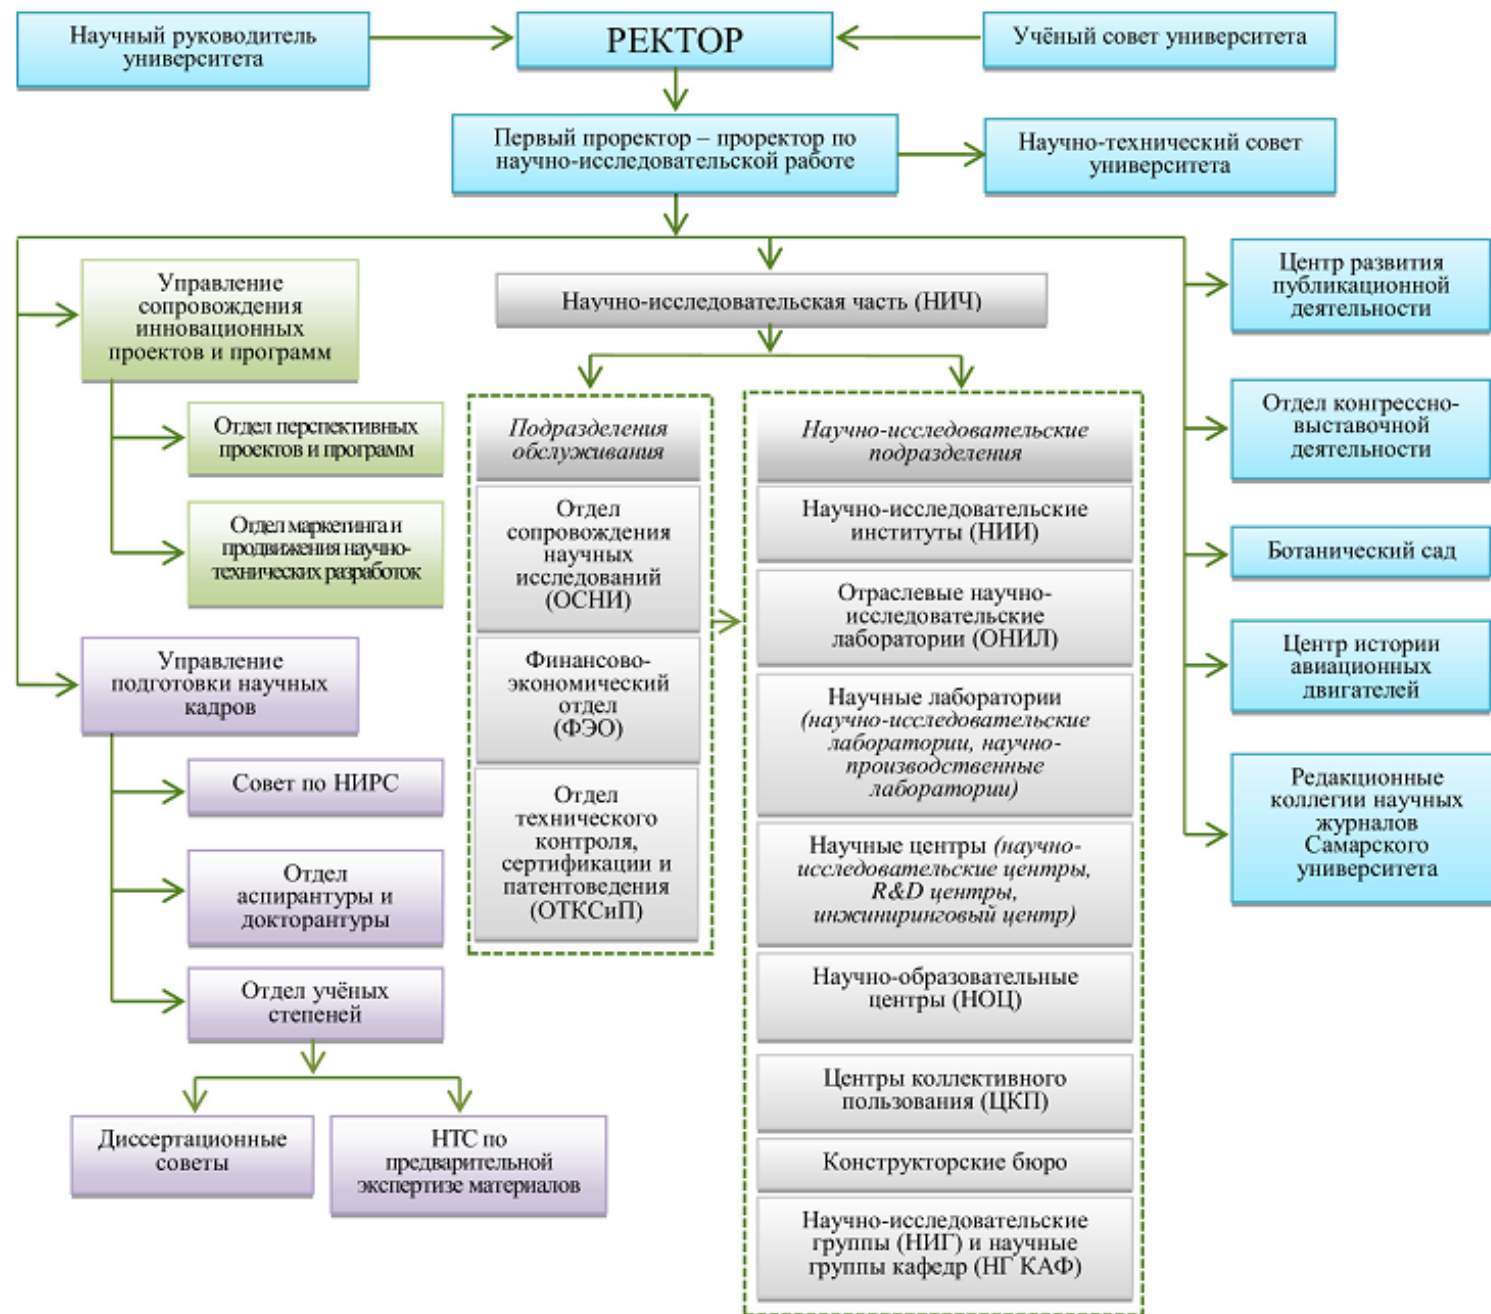 Научный руководитель
университета
РЕКТОР
Учёный совет университета
Первый проректор – проректор по
научно-исследовательской работе
Научно-технический совет
университета
Управление
сопровождения
инновационных
проектов и программ
Отдел перспективных
проектов и программ
Отдел маркетинга и
продвижения научно-
технических разработок
Управление
подготовки научных
кадров
Совет по НИРС
Отдел
аспирантуры и
докторантуры
Отдел учёных
степеней
Диссертационные
советы
НТС по
предварительной
экспертизе материалов
Научно-исследовательская часть (НИЧ)
Подразделения
обслуживания
Отдел
сопровождения
научных
исследований
(ОСНИ)
Финансово-
экономический
отдел
(ФЭО)
Отдел
технического
контроля,
сертификации и
патентоведения
(ОТКСиП)
Научно-исследовательские
подразделения
Научно-исследовательские
институты (НИИ)
Отраслевые научно-
исследовательские
лаборатории (ОНИЛ)
Научные лаборатории
(научно-исследовательские
лаборатории, научно-
производственные
лаборатории)
Научные центры (научно-
исследовательские центры,
R&D центры,
инжиниринговый центр)
Научно-образовательные
центры (НОЦ)
Центры коллективного
пользования (ЦКП)
Конструкторские бюро
Научно-исследовательские
группы (НИГ) и научные
группы кафедр (НГ КАФ)
Центр развития
публикационной
деятельности
Отдел конгрессно-
выставочной
деятельности
Ботанический сад
Центр истории
авиационных
двигателей
Редакционные
коллегии научных
журналов
Самарского
университета